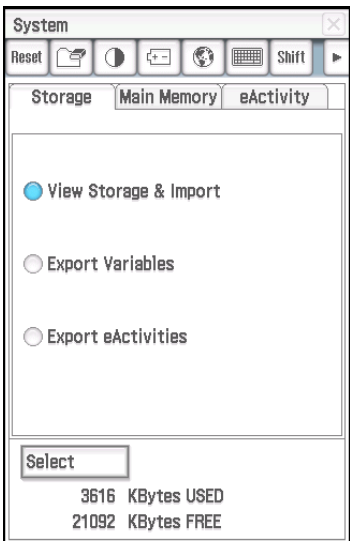 System
Reset Shift
Storage Main Memory eActivity
View Storage & Import
Export Variables
Export eActivities
Select
3616 KBytes USED
21092 KBytes FREE